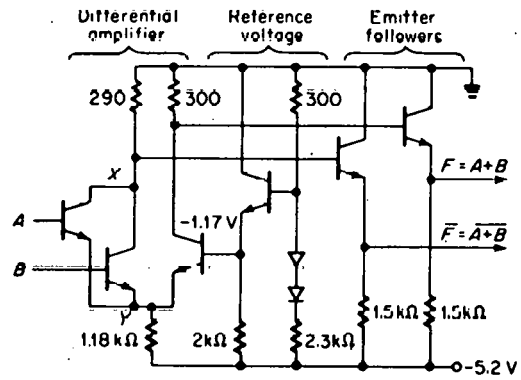 Differential amplifier
Reference voltage
Emitter followers
290
300
300
X
A
B
-1.17 V
F = A+B
F̅ = A̅+̅B̅
Y
1.18 kΩ
2kΩ
2.3kΩ
1.5kΩ
1.5kΩ
-5.2 V